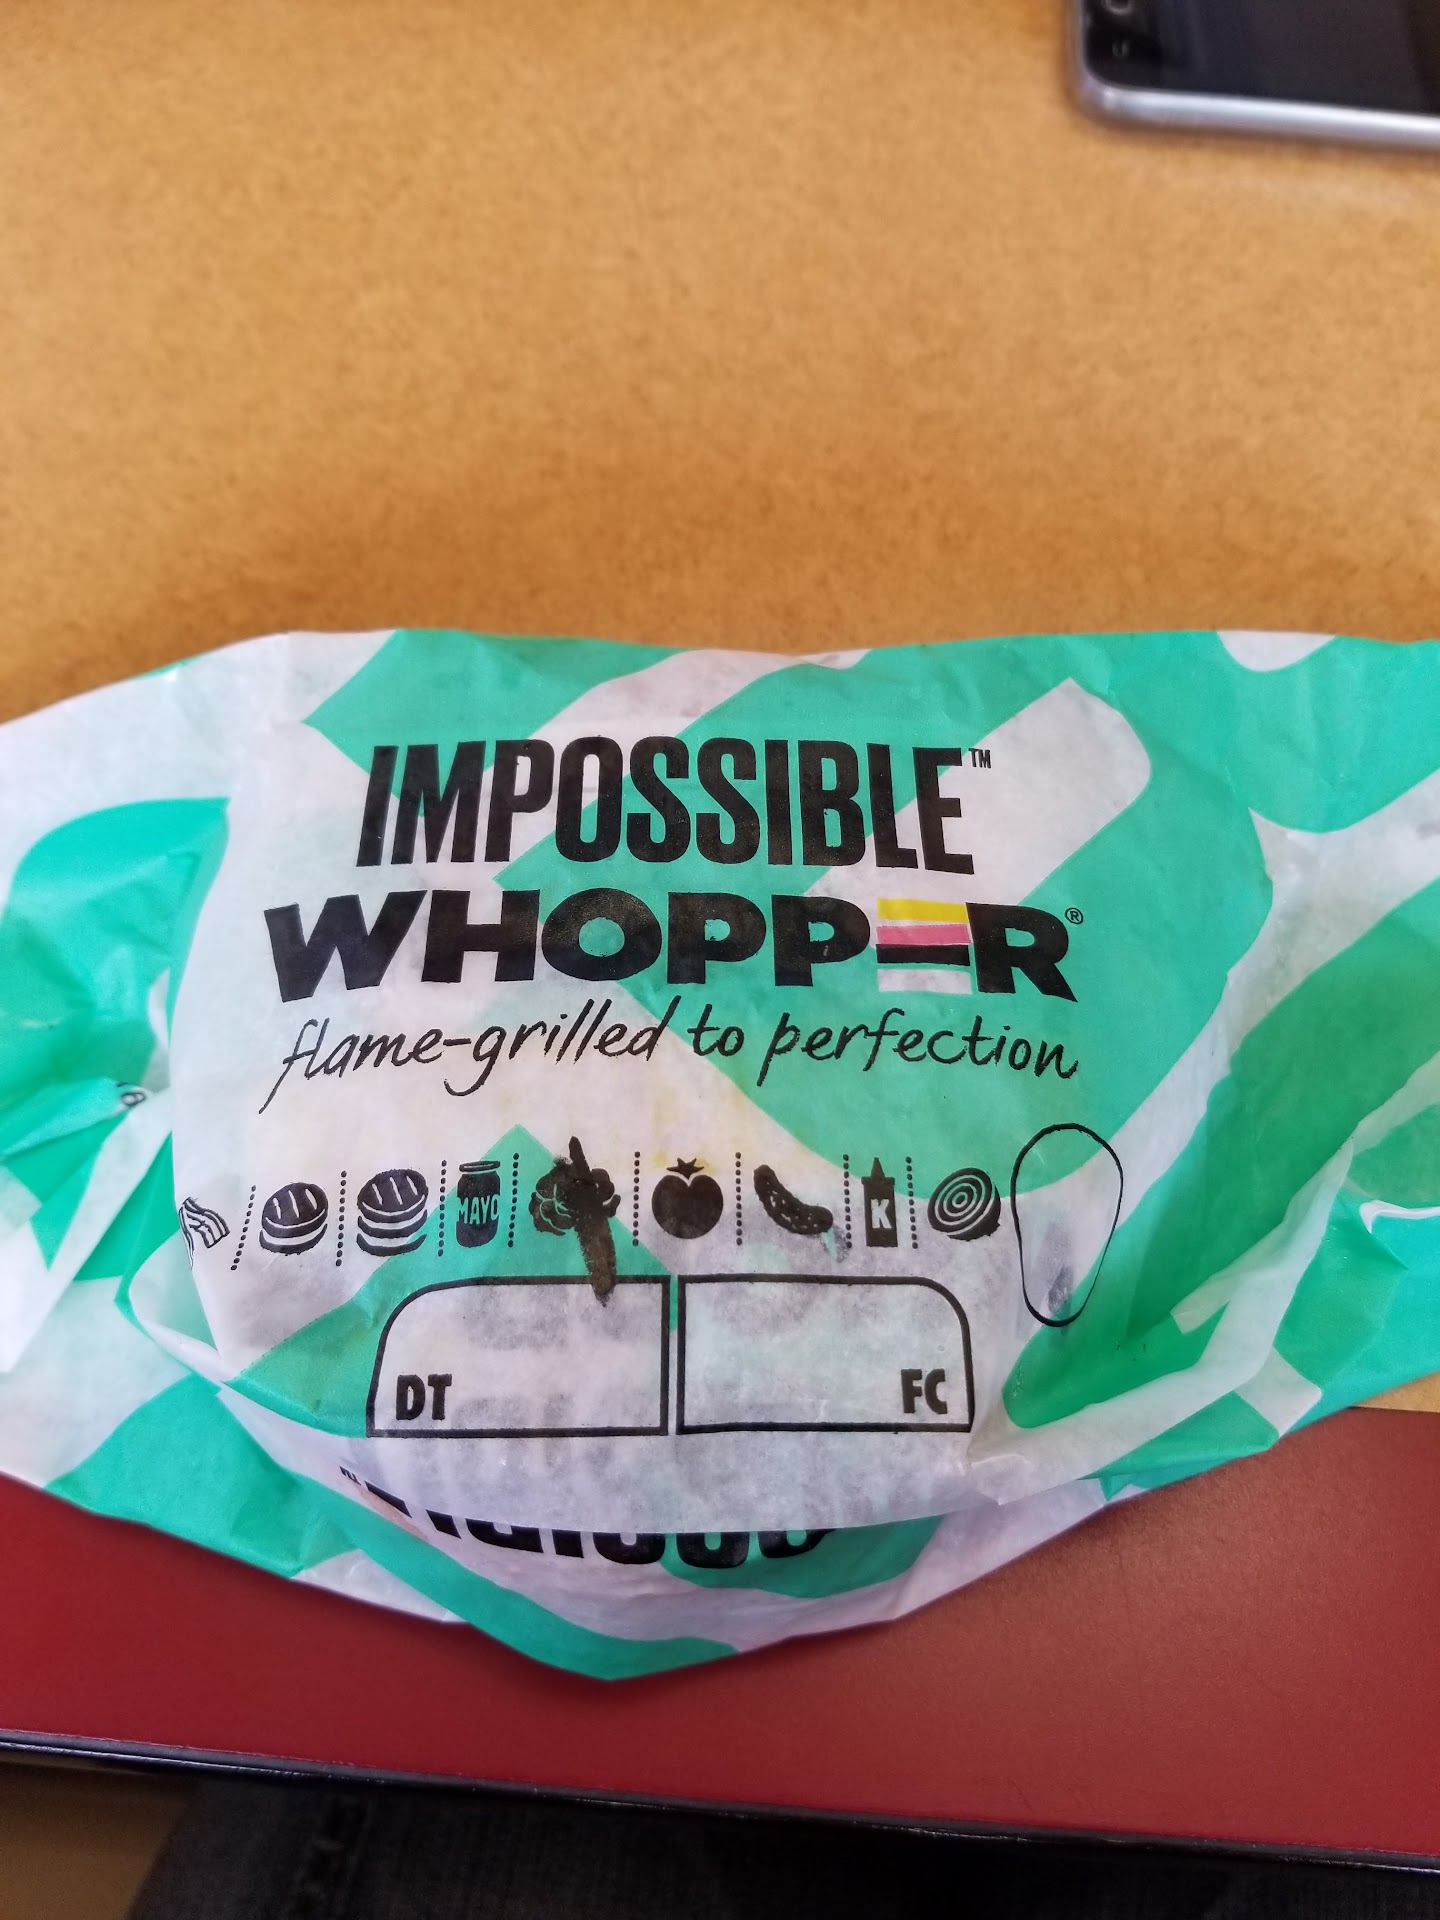 IMPOSSIBLE™
WHOPPER®
flame-grilled to perfection
MAYO
K
DT
FC